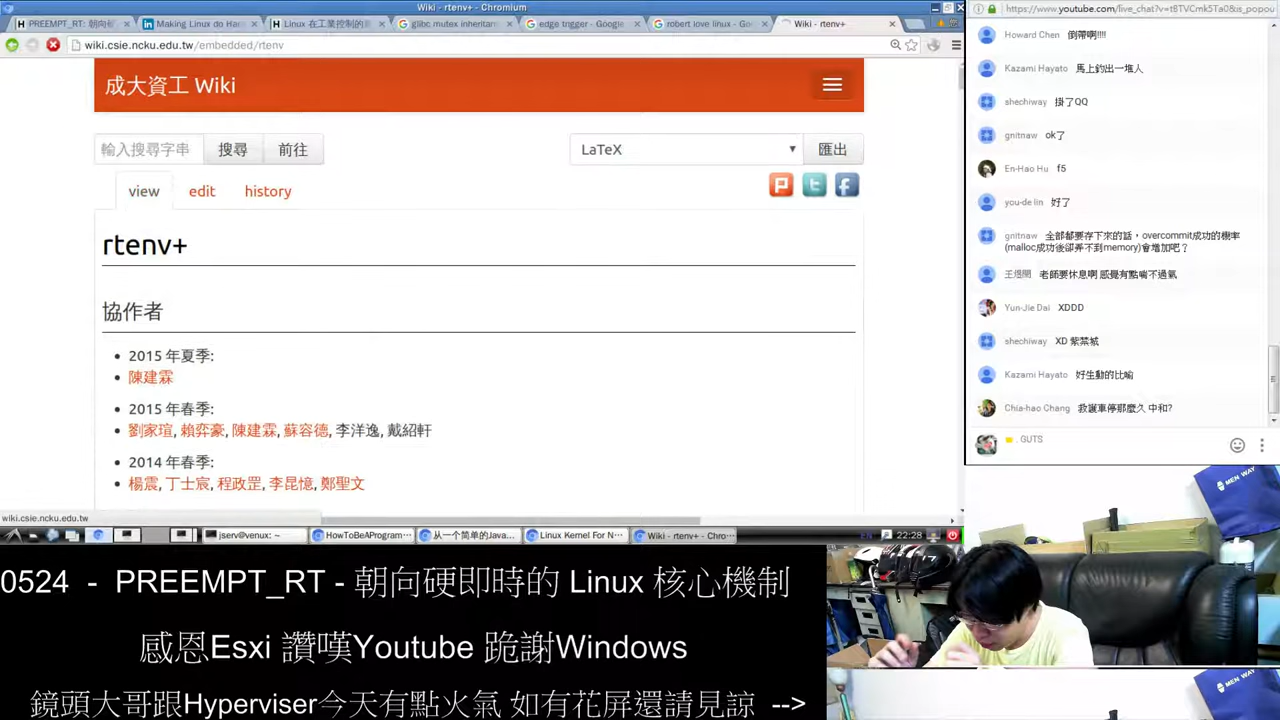 Wiki - rtenv+ - Chromium
PREEMPT_RT: 朝向硬
Making Linux do Har
Linux 在工業控制的
glibc mutex inheritan
edge trigger - Google
robert love linux - Go
Wiki - rtenv+
wiki.csie.ncku.edu.tw/embedded/rtenv
成大資工 Wiki
輸入搜尋字串 搜尋 前往 LaTeX 匯出
view edit history
rtenv+
協作者
2015 年夏季:
陳建霖
2015 年春季:
劉家瑄, 賴弈豪, 陳建霖, 蘇容德, 李洋逸, 戴紹軒
2014 年春季:
楊震, 丁士宸, 程政罡, 李昆憶, 鄭聖文
wiki.csie.ncku.edu.tw
jserv@venux: ~
HowToBeAProgram...
从一个简单的Java...
Linux Kernel For N...
Wiki - rtenv+ - Chro...
EN 22:28
https://www.youtube.com/live_chat?v=t8TVCmk5Ta0&is_popou
Howard Chen 倒帶啊!!!!
Kazami Hayato 馬上釣出一堆人
shechiway 掛了QQ
gnitnaw ok了
En-Hao Hu f5
you-de lin 好了
gnitnaw 全部都要存下來的話，overcommit成功的機率
(malloc成功後卻弄不到memory)會增加吧？
老師要休息啊 感覺有點喘不過氣
Yun-Jie Dai XDDD
shechiway XD 紫禁城
Kazami Hayato 好生動的比喻
Chia-hao Chang 救護車停那麼久 中和?
. GUTS
0524 - PREEMPT_RT - 朝向硬即時的 Linux 核心機制
感恩Esxi 讚嘆Youtube 跪謝Windows
鏡頭大哥跟Hyperviser今天有點火氣 如有花屏還請見諒 -->
MEN WAY
MEN WAY